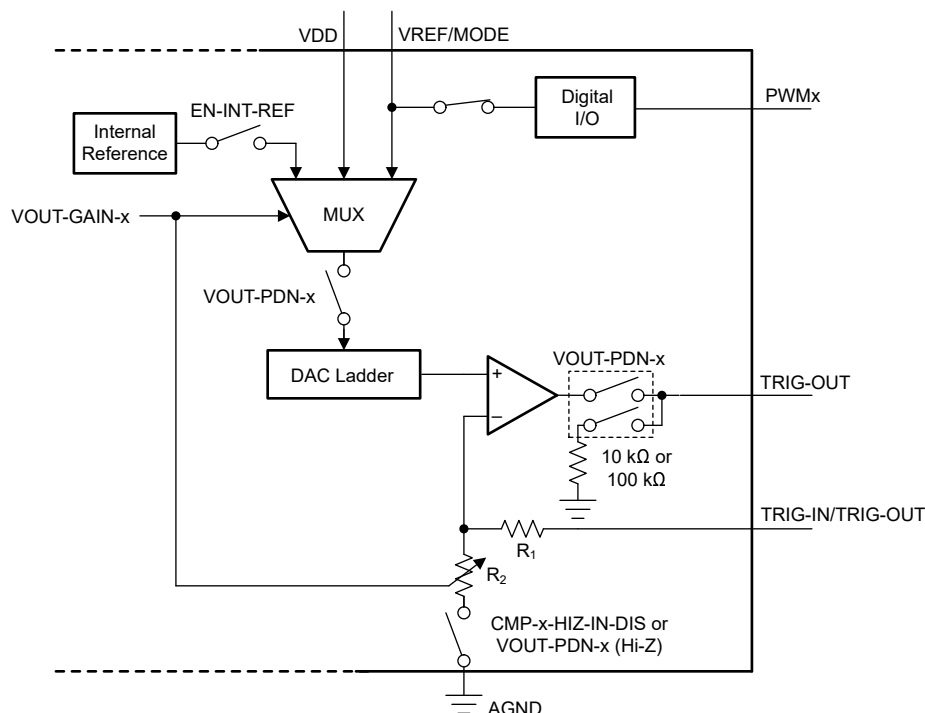 VDD
VREF/MODE
EN-INT-REF
Internal
Reference
Digital
I/O
PWMx
MUX
VOUT-GAIN-x
VOUT-PDN-x
DAC Ladder
+
–
VOUT-PDN-x
TRIG-OUT
10 kΩ or
100 kΩ
TRIG-IN/TRIG-OUT
R₁
R₂
CMP-x-HIZ-IN-DIS or
VOUT-PDN-x (Hi-Z)
AGND